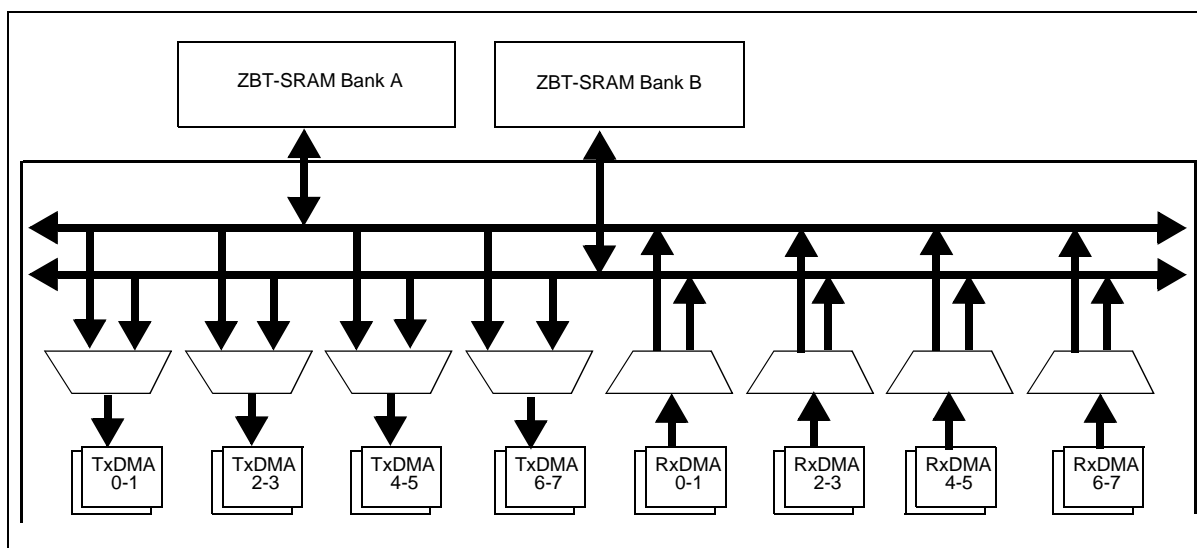 ZBT-SRAM Bank A
ZBT-SRAM Bank B
TxDMA
0-1
TxDMA
2-3
TxDMA
4-5
TxDMA
6-7
RxDMA
0-1
RxDMA
2-3
RxDMA
4-5
RxDMA
6-7